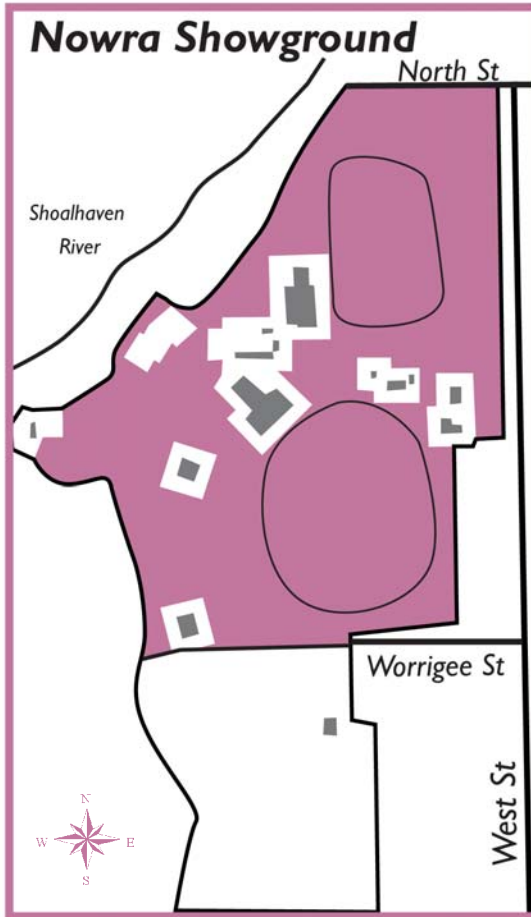 Nowra Showground
North St
Shoalhaven
River
Worrigee St
West St
N
W E
S